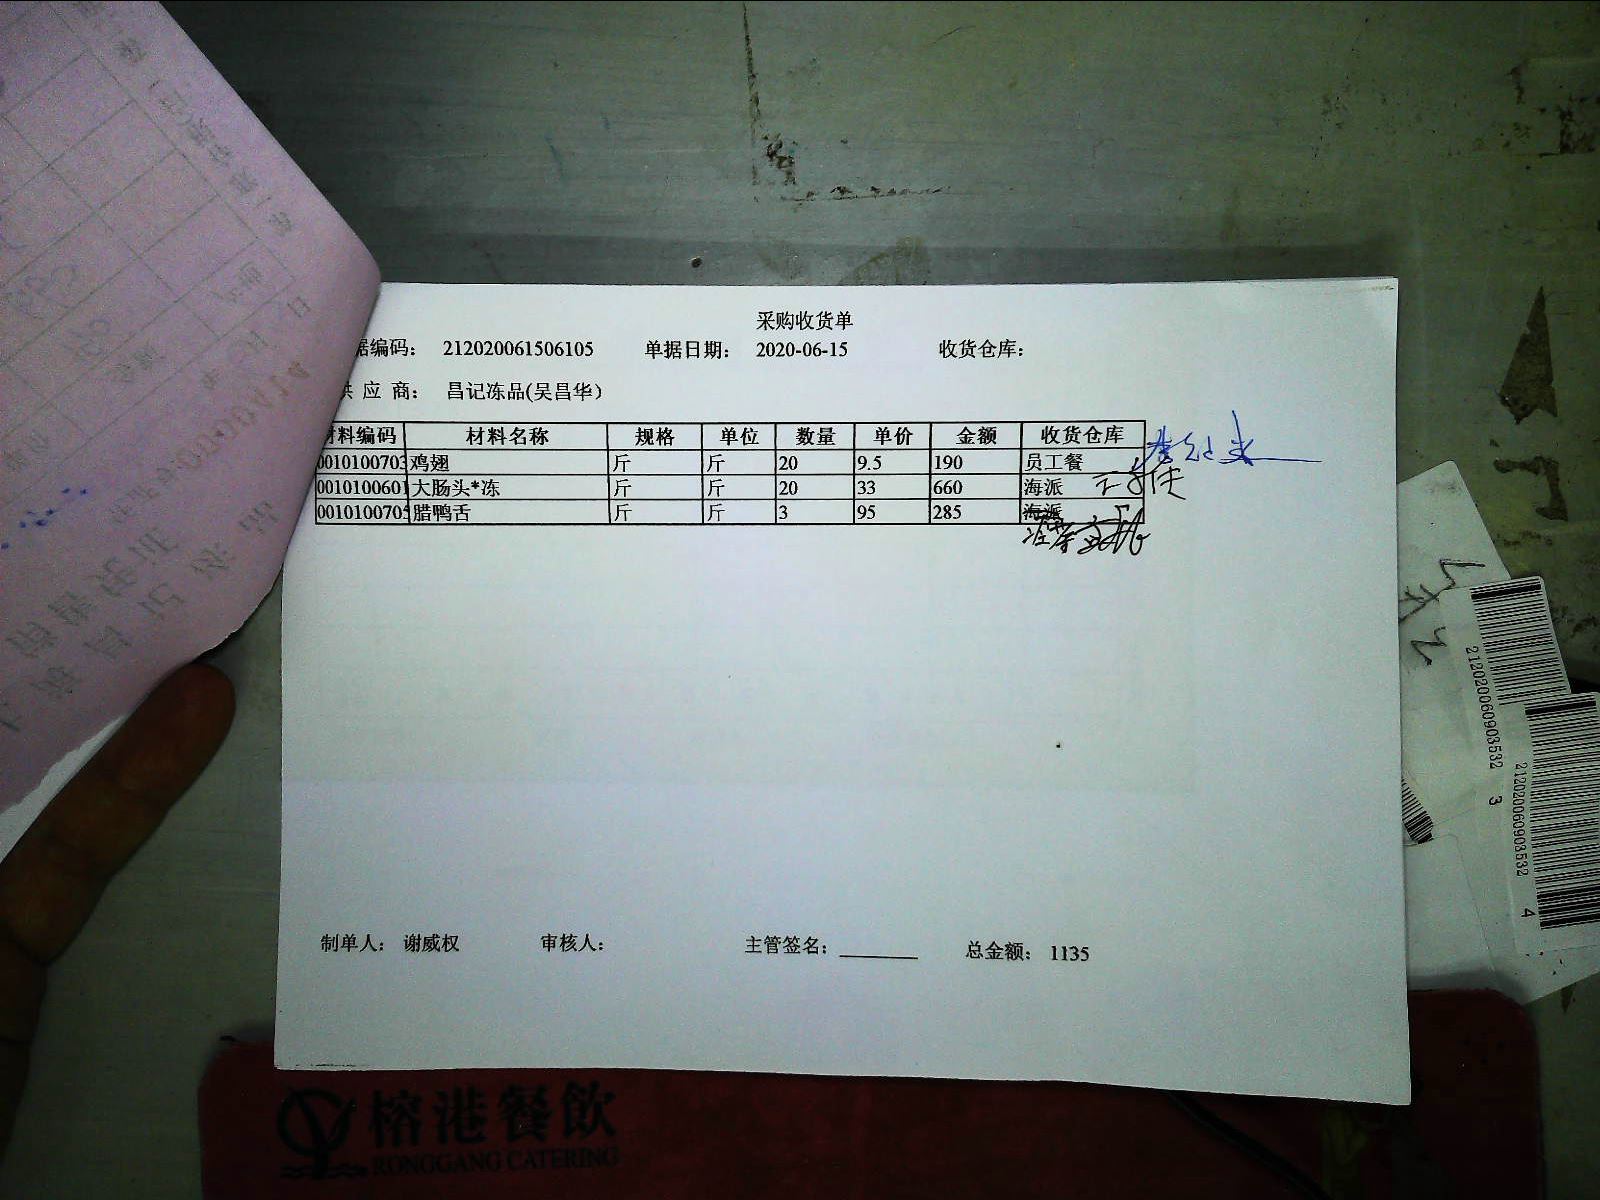 采购收货单
据编码： 212020061506105 单据日期： 2020-06-15 收货仓库：
供 应 商： 昌记冻品(吴昌华)
材料编码 材料名称 规格 单位 数量 单价 金额 收货仓库
0010100703 鸡翅 斤 斤 20 9.5 190 员工餐
0010100601 大肠头*冻 斤 斤 20 33 660 海派
001010070 腊鸭舌 斤 斤 3 95 285 海派
制单人： 谢威权 审核人： 主管签名： 总金额： 1135
212020060903532 3
212020060903532 4
榕港餐飲
RONGGANG CATERING